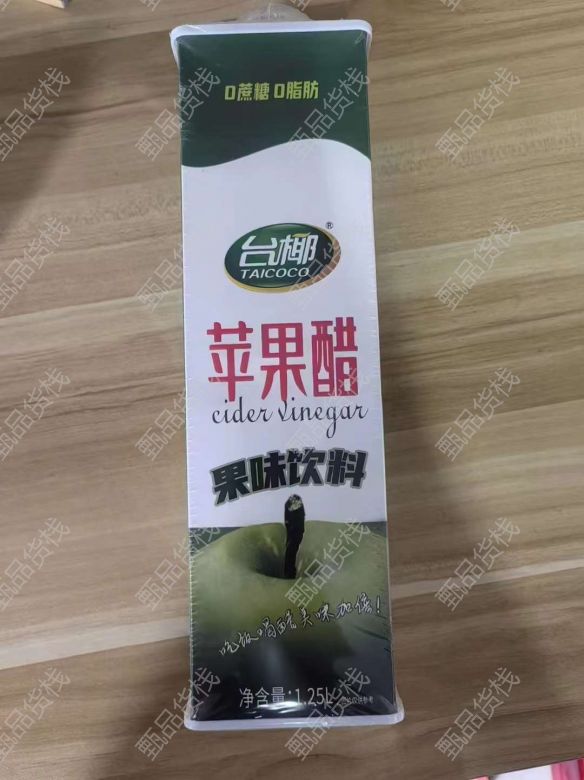 0蔗糖 0脂肪
台椰®
TAICOCO
苹果醋
cider vinegar
果味饮料
吃饭喝醋美味加倍!
净含量:1.25L
甄品货栈